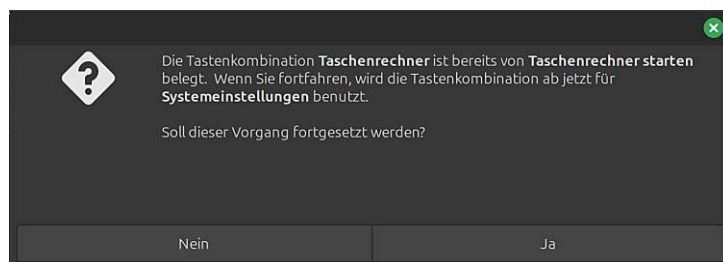 Die Tastenkombination Taschenrechner ist bereits von Taschenrechner starten
belegt. Wenn Sie fortfahren, wird die Tastenkombination ab jetzt für
Systemeinstellungen benutzt.
Soll dieser Vorgang fortgesetzt werden?
Nein
Ja